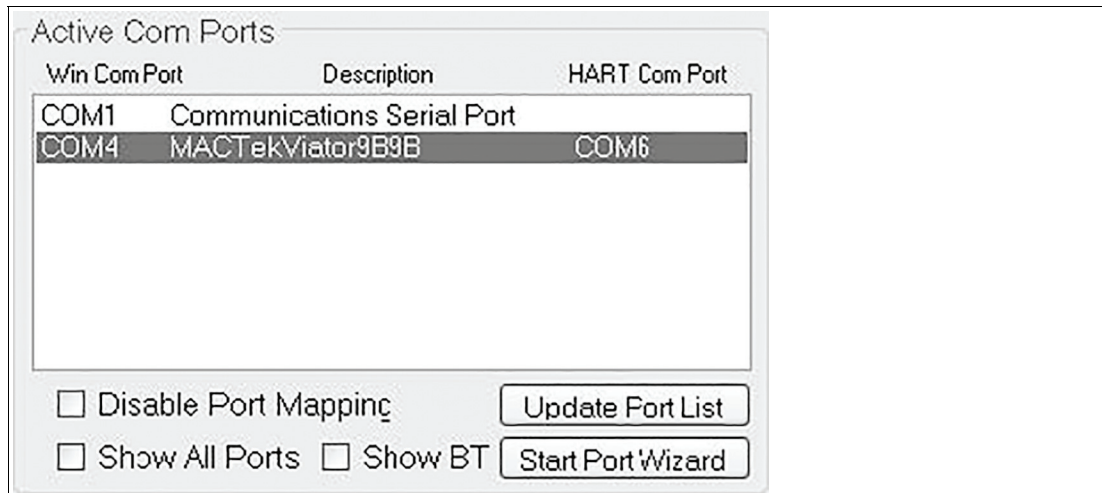 Active Com Ports
Win Com Port Description HART Com Port
COM1 Communications Serial Port
COM4 MACTekViator9B9B COM6
Disable Port Mapping Update Port List
Show All Ports Show BT Start Port Wizard